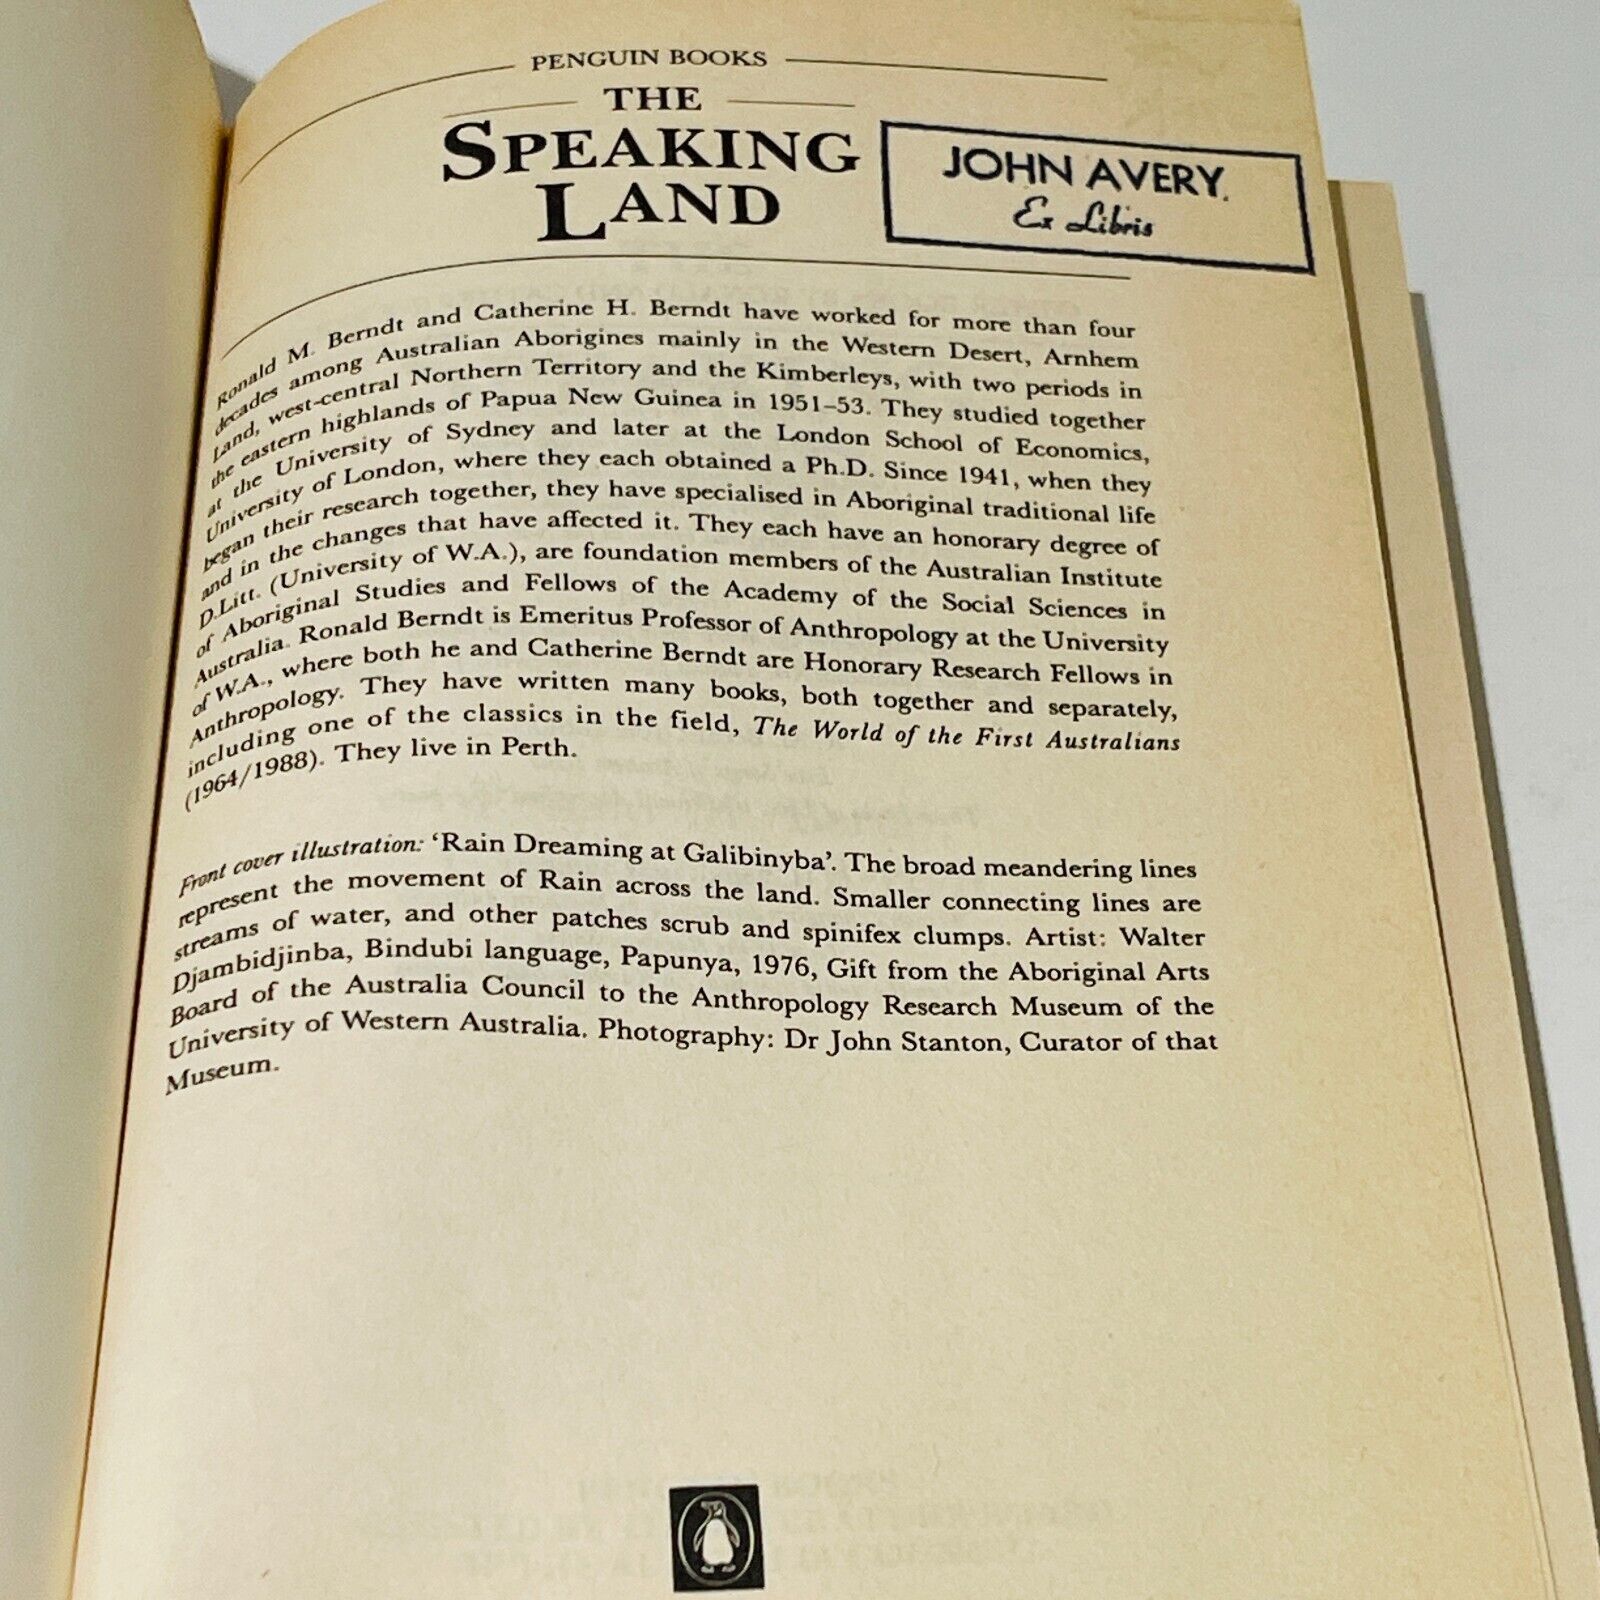 PENGUIN BOOKS
THE
SPEAKING
LAND
JOHN AVERY.
Ex Libris
Ronald M. Berndt and Catherine H. Berndt have worked for more than four
decades among Australian Aborigines mainly in the Western Desert, Arnhem
Land, west-central Northern Territory and the Kimberleys, with two periods in
the eastern highlands of Papua New Guinea in 1951–53. They studied together
at the University of Sydney and later at the London School of Economics,
University of London, where they each obtained a Ph.D. Since 1941, when they
began their research together, they have specialised in Aboriginal traditional life
and in the changes that have affected it. They each have an honorary degree of
D.Litt. (University of W.A.), are foundation members of the Australian Institute
of Aboriginal Studies and Fellows of the Academy of the Social Sciences in
Australia. Ronald Berndt is Emeritus Professor of Anthropology at the University
of W.A., where both he and Catherine Berndt are Honorary Research Fellows in
Anthropology. They have written many books, both together and separately,
including one of the classics in the field, The World of the First Australians
(1964/1988). They live in Perth.
Front cover illustration: ‘Rain Dreaming at Galibinyba’. The broad meandering lines
represent the movement of Rain across the land. Smaller connecting lines are
streams of water, and other patches scrub and spinifex clumps. Artist: Walter
Djambidjinba, Bindubi language, Papunya, 1976, Gift from the Aboriginal Arts
Board of the Australia Council to the Anthropology Research Museum of the
University of Western Australia. Photography: Dr John Stanton, Curator of that
Museum.